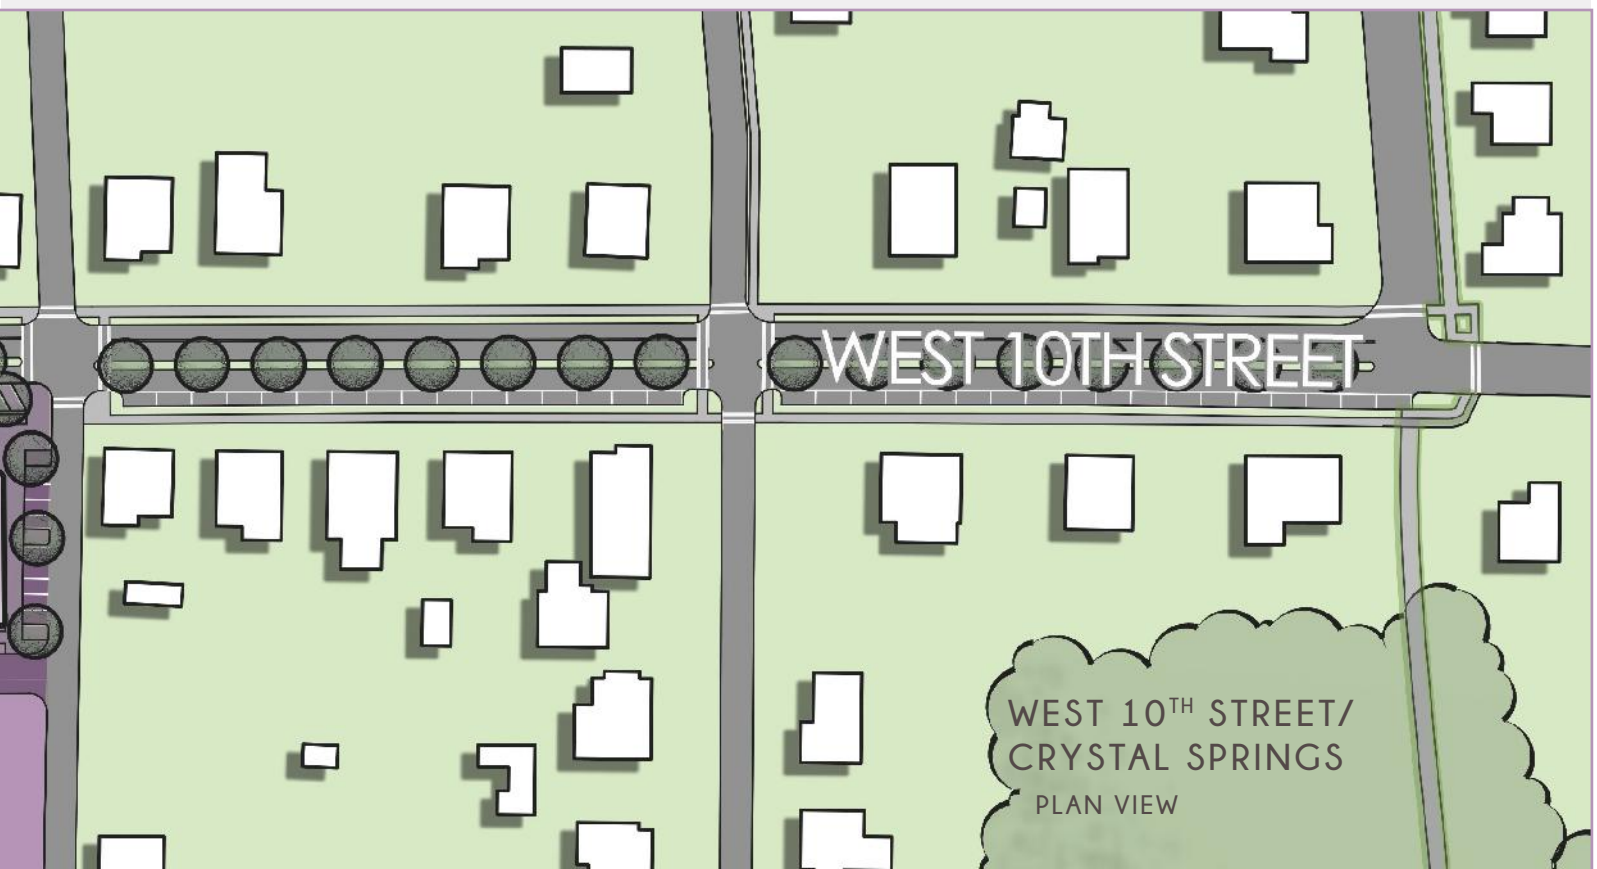 WEST 10TH STREET
WEST 10TH STREET/
CRYSTAL SPRINGS
PLAN VIEW